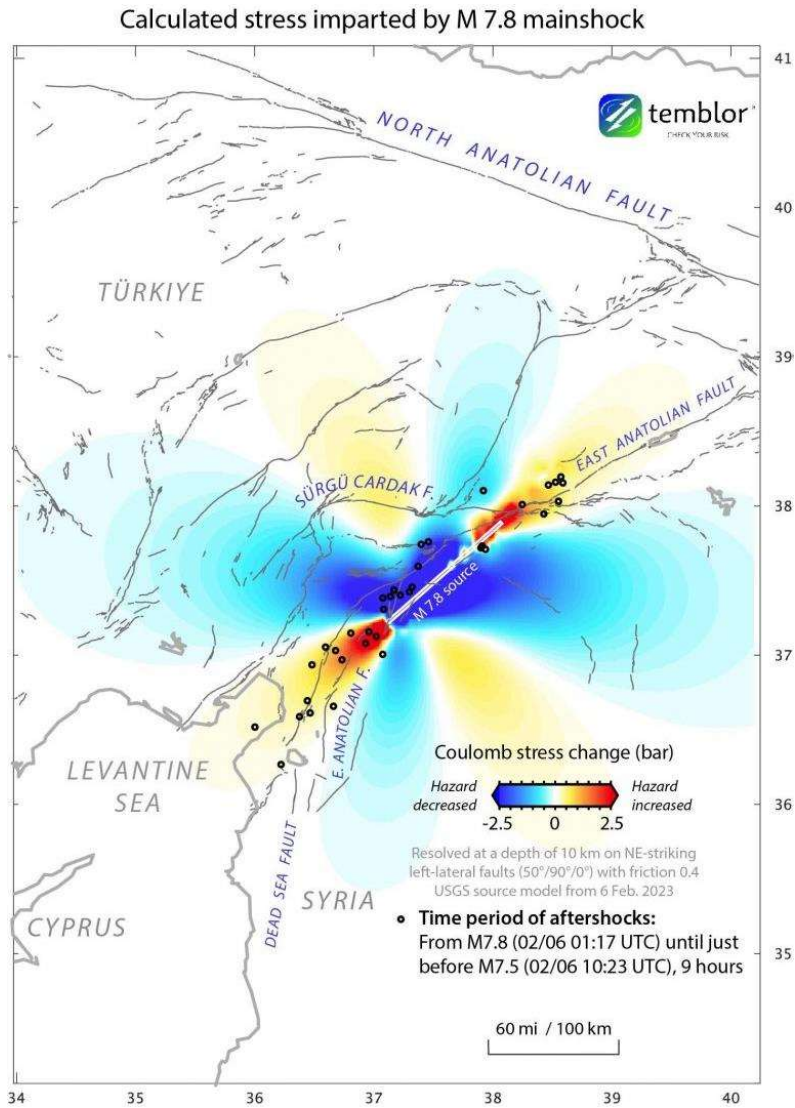 Calculated stress imparted by M 7.8 mainshock
41
temblor
CHECK YOUR RISK
NORTH ANATOLIAN FAULT
40
TÜRKIYE
39
EAST ANATOLIAN FAULT
SÜRGÜ CARDAK F.
38
M 7.8 source
37
E. ANATOLIAN F.
LEVANTINE
SEA
Coulomb stress change (bar)
Hazard
decreased
Hazard
increased
-2.5 0 2.5
36
Resolved at a depth of 10 km on NE-striking
left-lateral faults (50°/90°/0°) with friction 0.4
USGS source model from 6 Feb. 2023
DEAD SEA FAULT
SYRIA
CYPRUS
Time period of aftershocks:
From M7.8 (02/06 01:17 UTC) until just
before M7.5 (02/06 10:23 UTC), 9 hours
35
60 mi / 100 km
34 35 36 37 38 39 40